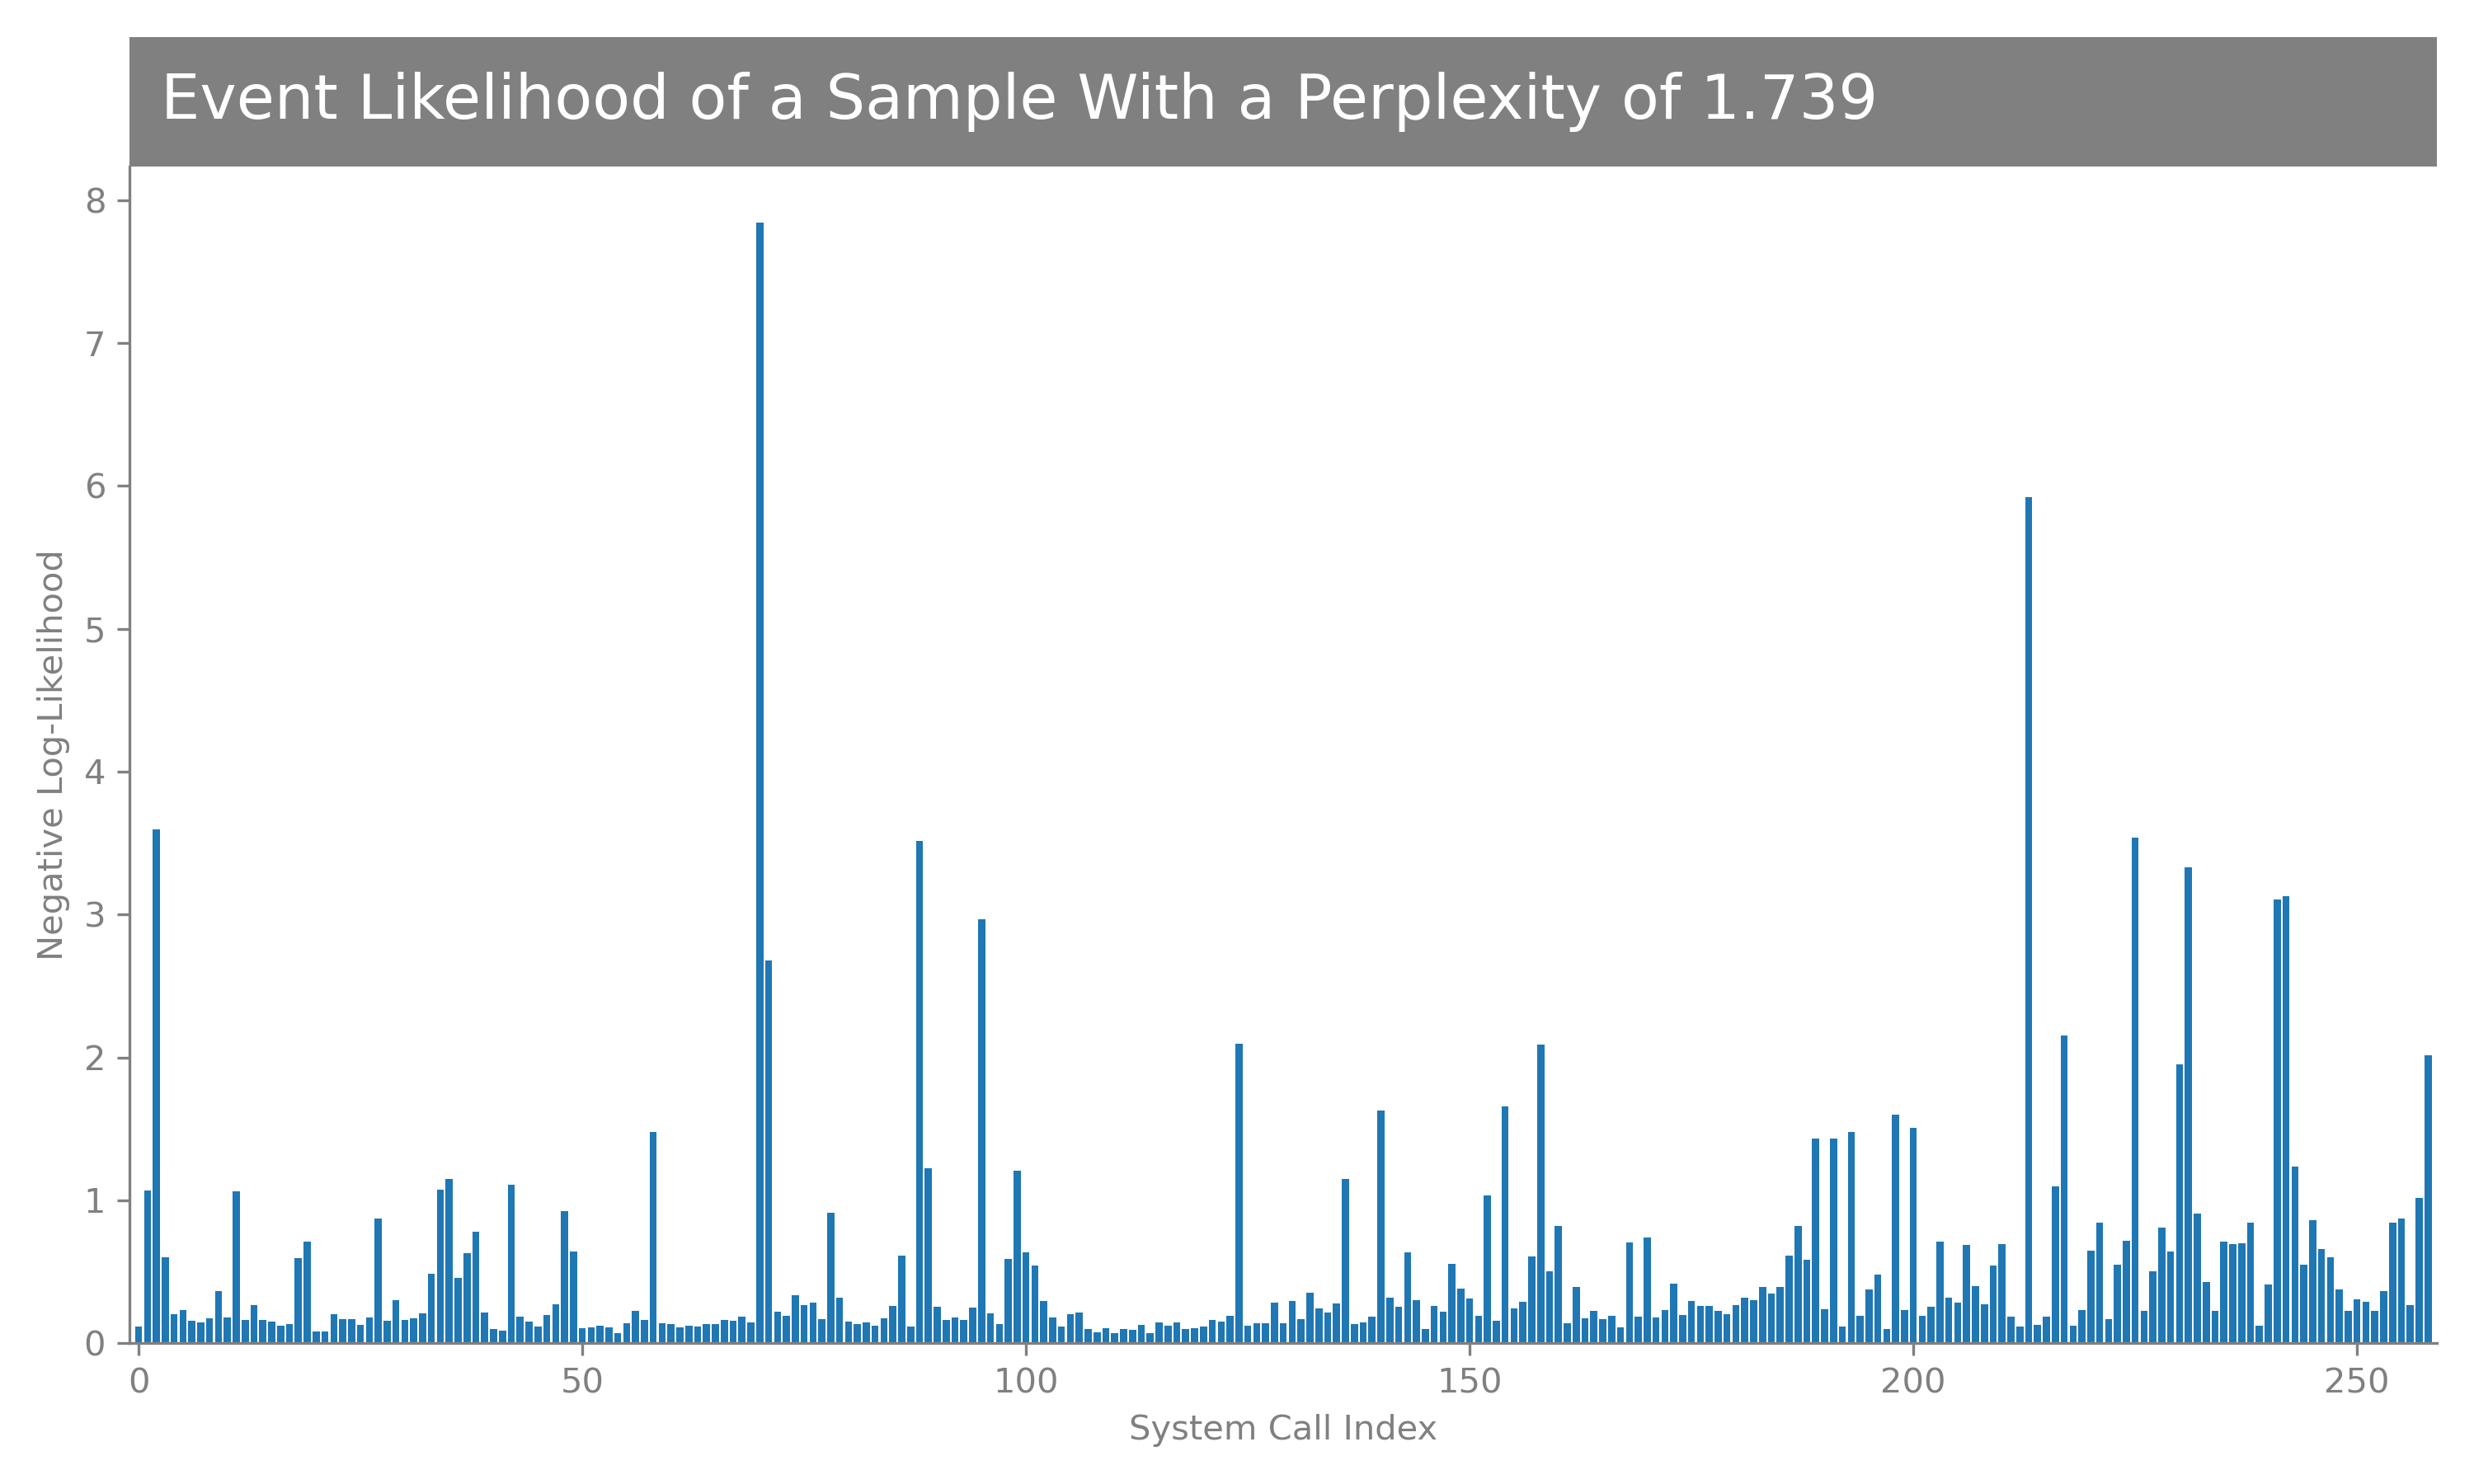 Event Likelihood of a Sample With a Perplexity of 1.739
8
7
6
5
4
3
2
1
0
Negative Log-Likelihood
0 50 100 150 200 250
System Call Index